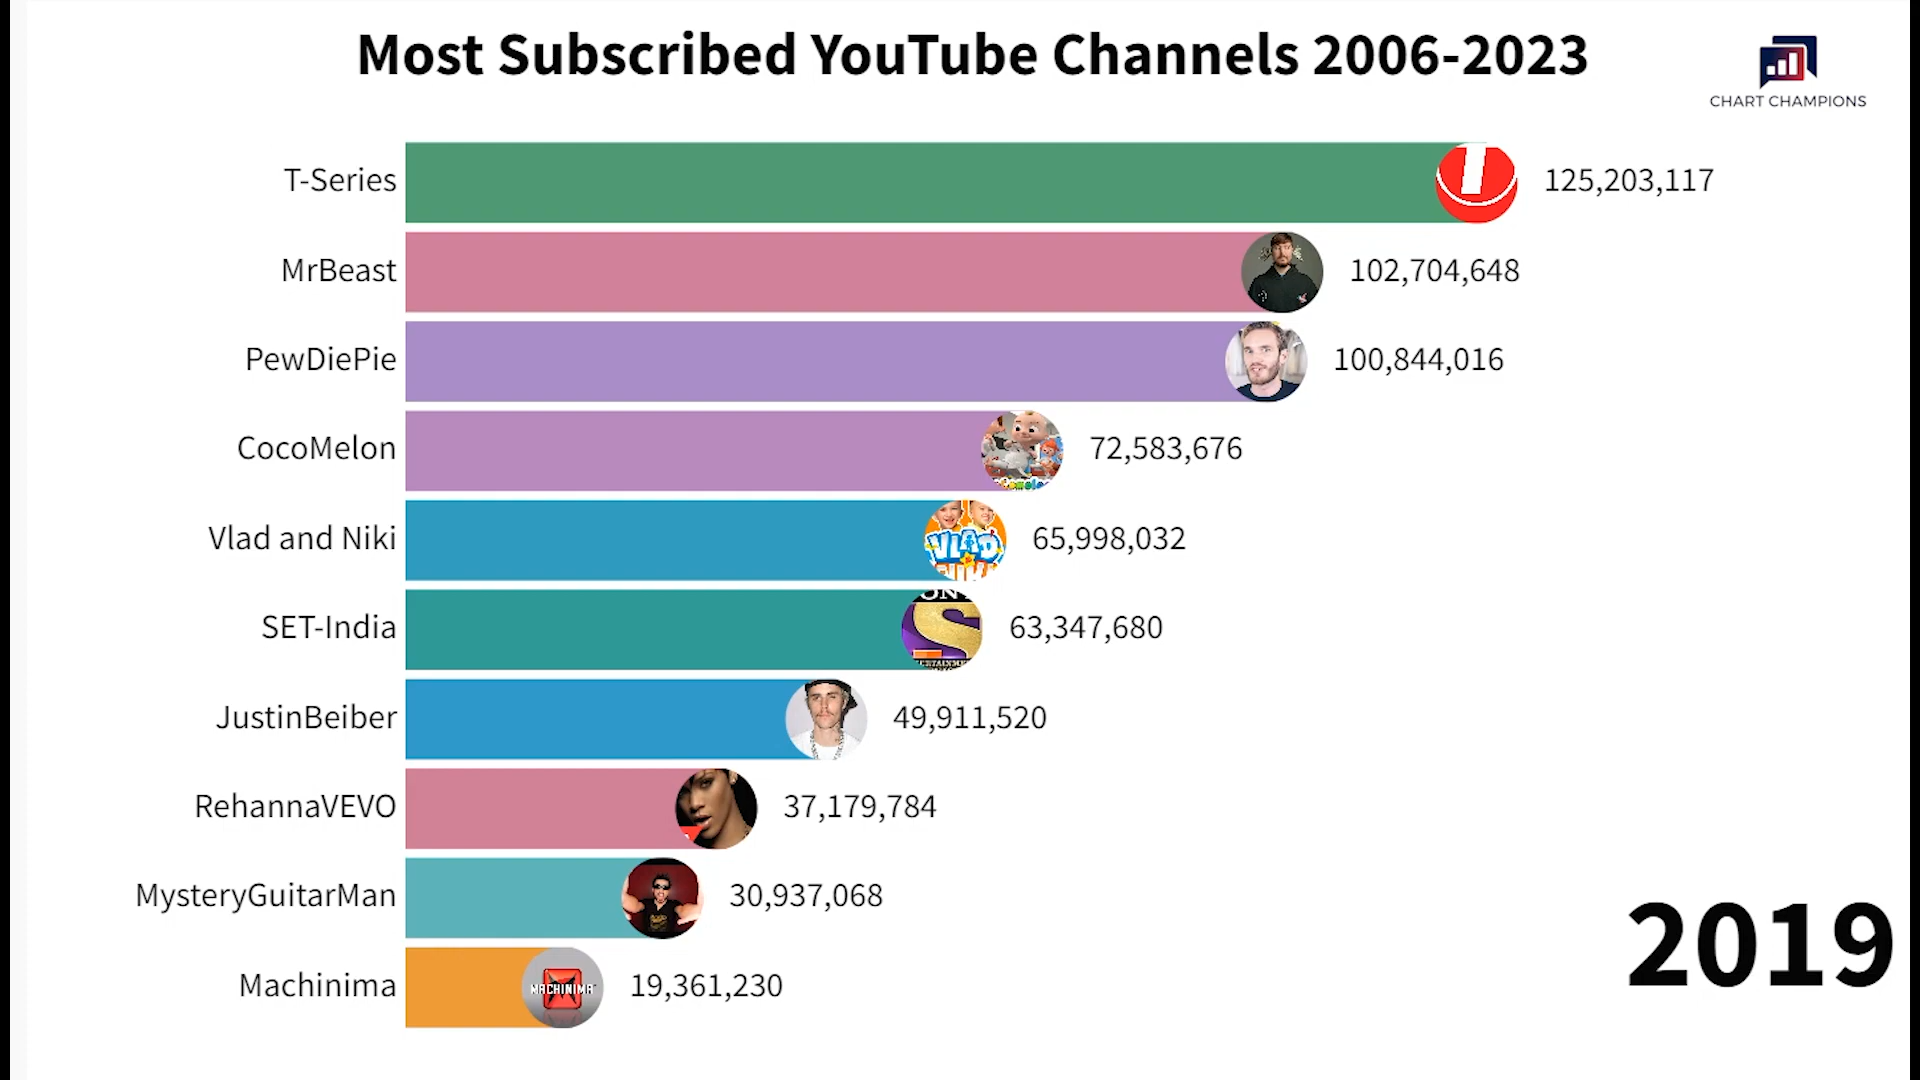 Most Subscribed YouTube Channels 2006-2023
CHART CHAMPIONS
T-Series 125,203,117
MrBeast 102,704,648
PewDiePie 100,844,016
CocoMelon 72,583,676
Vlad and Niki VLAD 65,998,032
SET-India S 63,347,680
JustinBeiber 49,911,520
RehannaVEVO 37,179,784
MysteryGuitarMan 30,937,068
Machinima MACHINIMA 19,361,230
2019